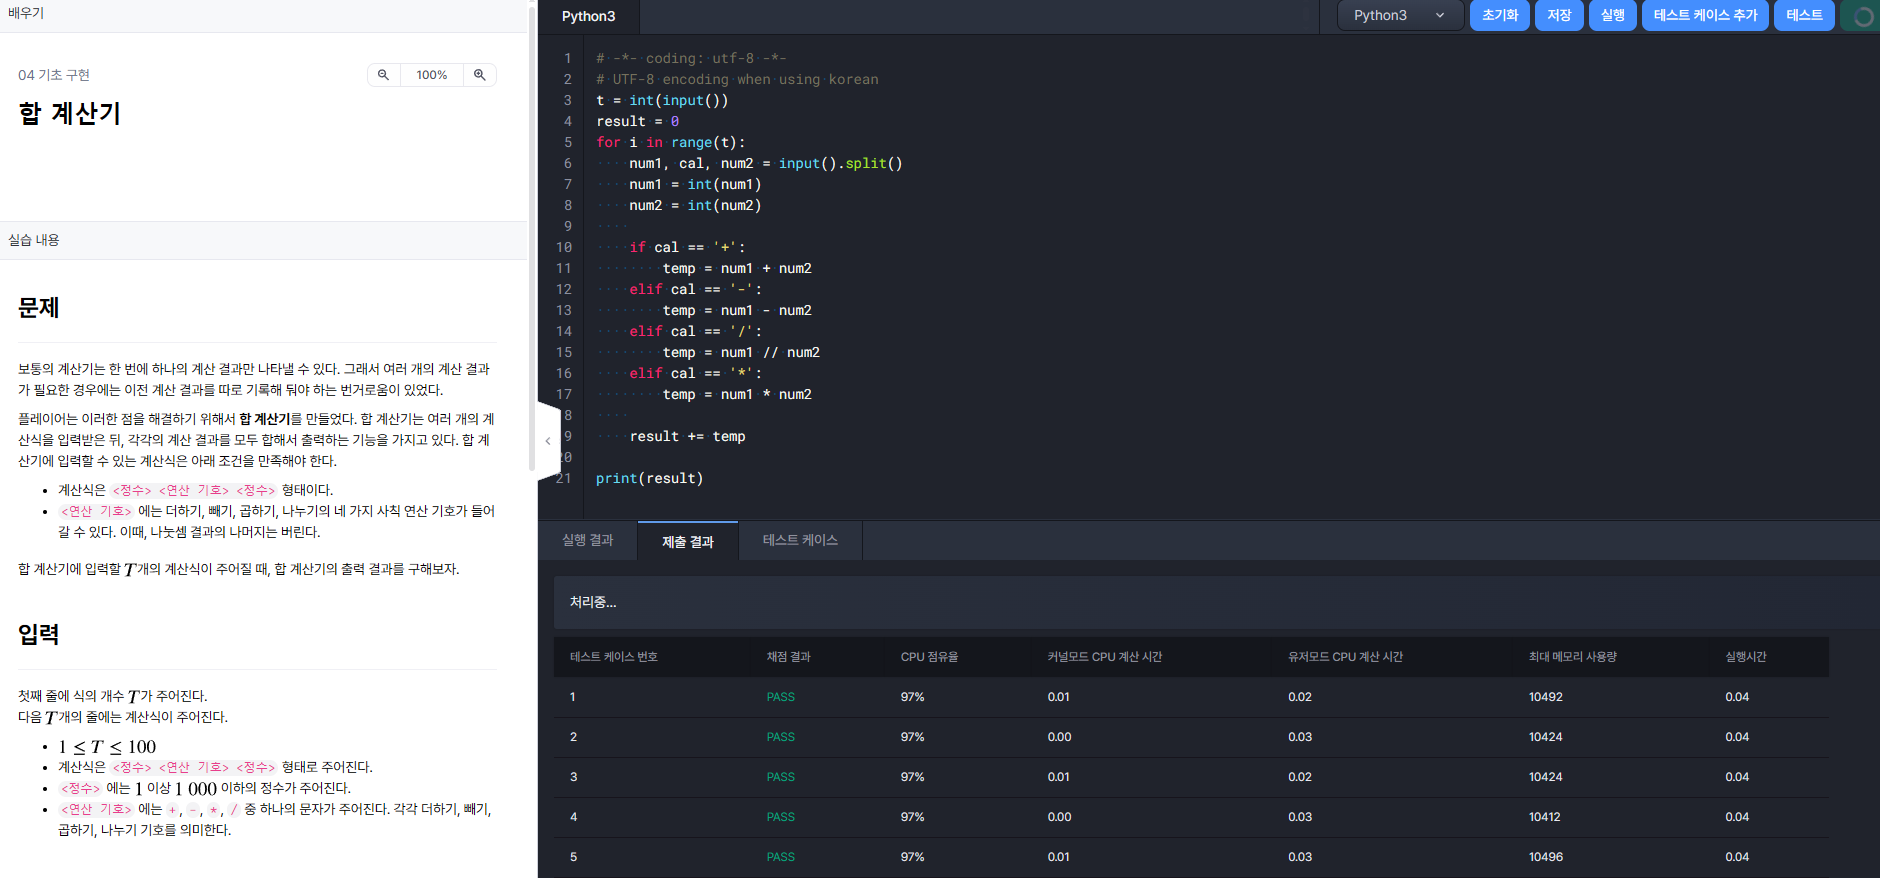 배우기
04 기초 구현
100%
합 계산기
실습 내용
문제
보통의 계산기는 한 번에 하나의 계산 결과만 나타낼 수 있다. 그래서 여러 개의 계산 결과
가 필요한 경우에는 이전 계산 결과를 따로 기록해 둬야 하는 번거로움이 있었다.
플레이어는 이러한 점을 해결하기 위해서 합 계산기를 만들었다. 합 계산기는 여러 개의 계
산식을 입력받은 뒤, 각각의 계산 결과를 모두 합해서 출력하는 기능을 가지고 있다. 합 계
산기에 입력할 수 있는 계산식은 아래 조건을 만족해야 한다.
• 계산식은 <정수> <연산 기호> <정수> 형태이다.
• <연산 기호> 에는 더하기, 빼기, 곱하기, 나누기의 네 가지 사칙 연산 기호가 들어
갈 수 있다. 이때, 나눗셈 결과의 나머지는 버린다.
합 계산기에 입력할 T개의 계산식이 주어질 때, 합 계산기의 출력 결과를 구해보자.
입력
첫째 줄에 식의 개수 T가 주어진다.
다음 T개의 줄에는 계산식이 주어진다.
• 1 ≤ T ≤ 100
• 계산식은 <정수> <연산 기호> <정수> 형태로 주어진다.
• <정수> 에는 1 이상 1 000 이하의 정수가 주어진다.
• <연산 기호> 에는 +, -, *, / 중 하나의 문자가 주어진다. 각각 더하기, 빼기,
곱하기, 나누기 기호를 의미한다.
Python3
Python3 초기화 저장 실행 테스트 케이스 추가 테스트
1 # -*- coding: utf-8 -*-
2 # UTF-8 encoding when using korean
3 t = int(input())
4 result = 0
5 for i in range(t):
6     num1, cal, num2 = input().split()
7     num1 = int(num1)
8     num2 = int(num2)
9
10     if cal == '+':
11         temp = num1 + num2
12     elif cal == '-':
13         temp = num1 - num2
14     elif cal == '/':
15         temp = num1 // num2
16     elif cal == '*':
17         temp = num1 * num2
8
9     result += temp
20
21 print(result)
실행 결과 제출 결과 테스트 케이스
처리중...
테스트 케이스 번호 채점 결과 CPU 점유율 커널모드 CPU 계산 시간 유저모드 CPU 계산 시간 최대 메모리 사용량 실행시간
1 PASS 97% 0.01 0.02 10492 0.04
2 PASS 97% 0.00 0.03 10424 0.04
3 PASS 97% 0.01 0.02 10424 0.04
4 PASS 97% 0.00 0.03 10412 0.04
5 PASS 97% 0.01 0.03 10496 0.04